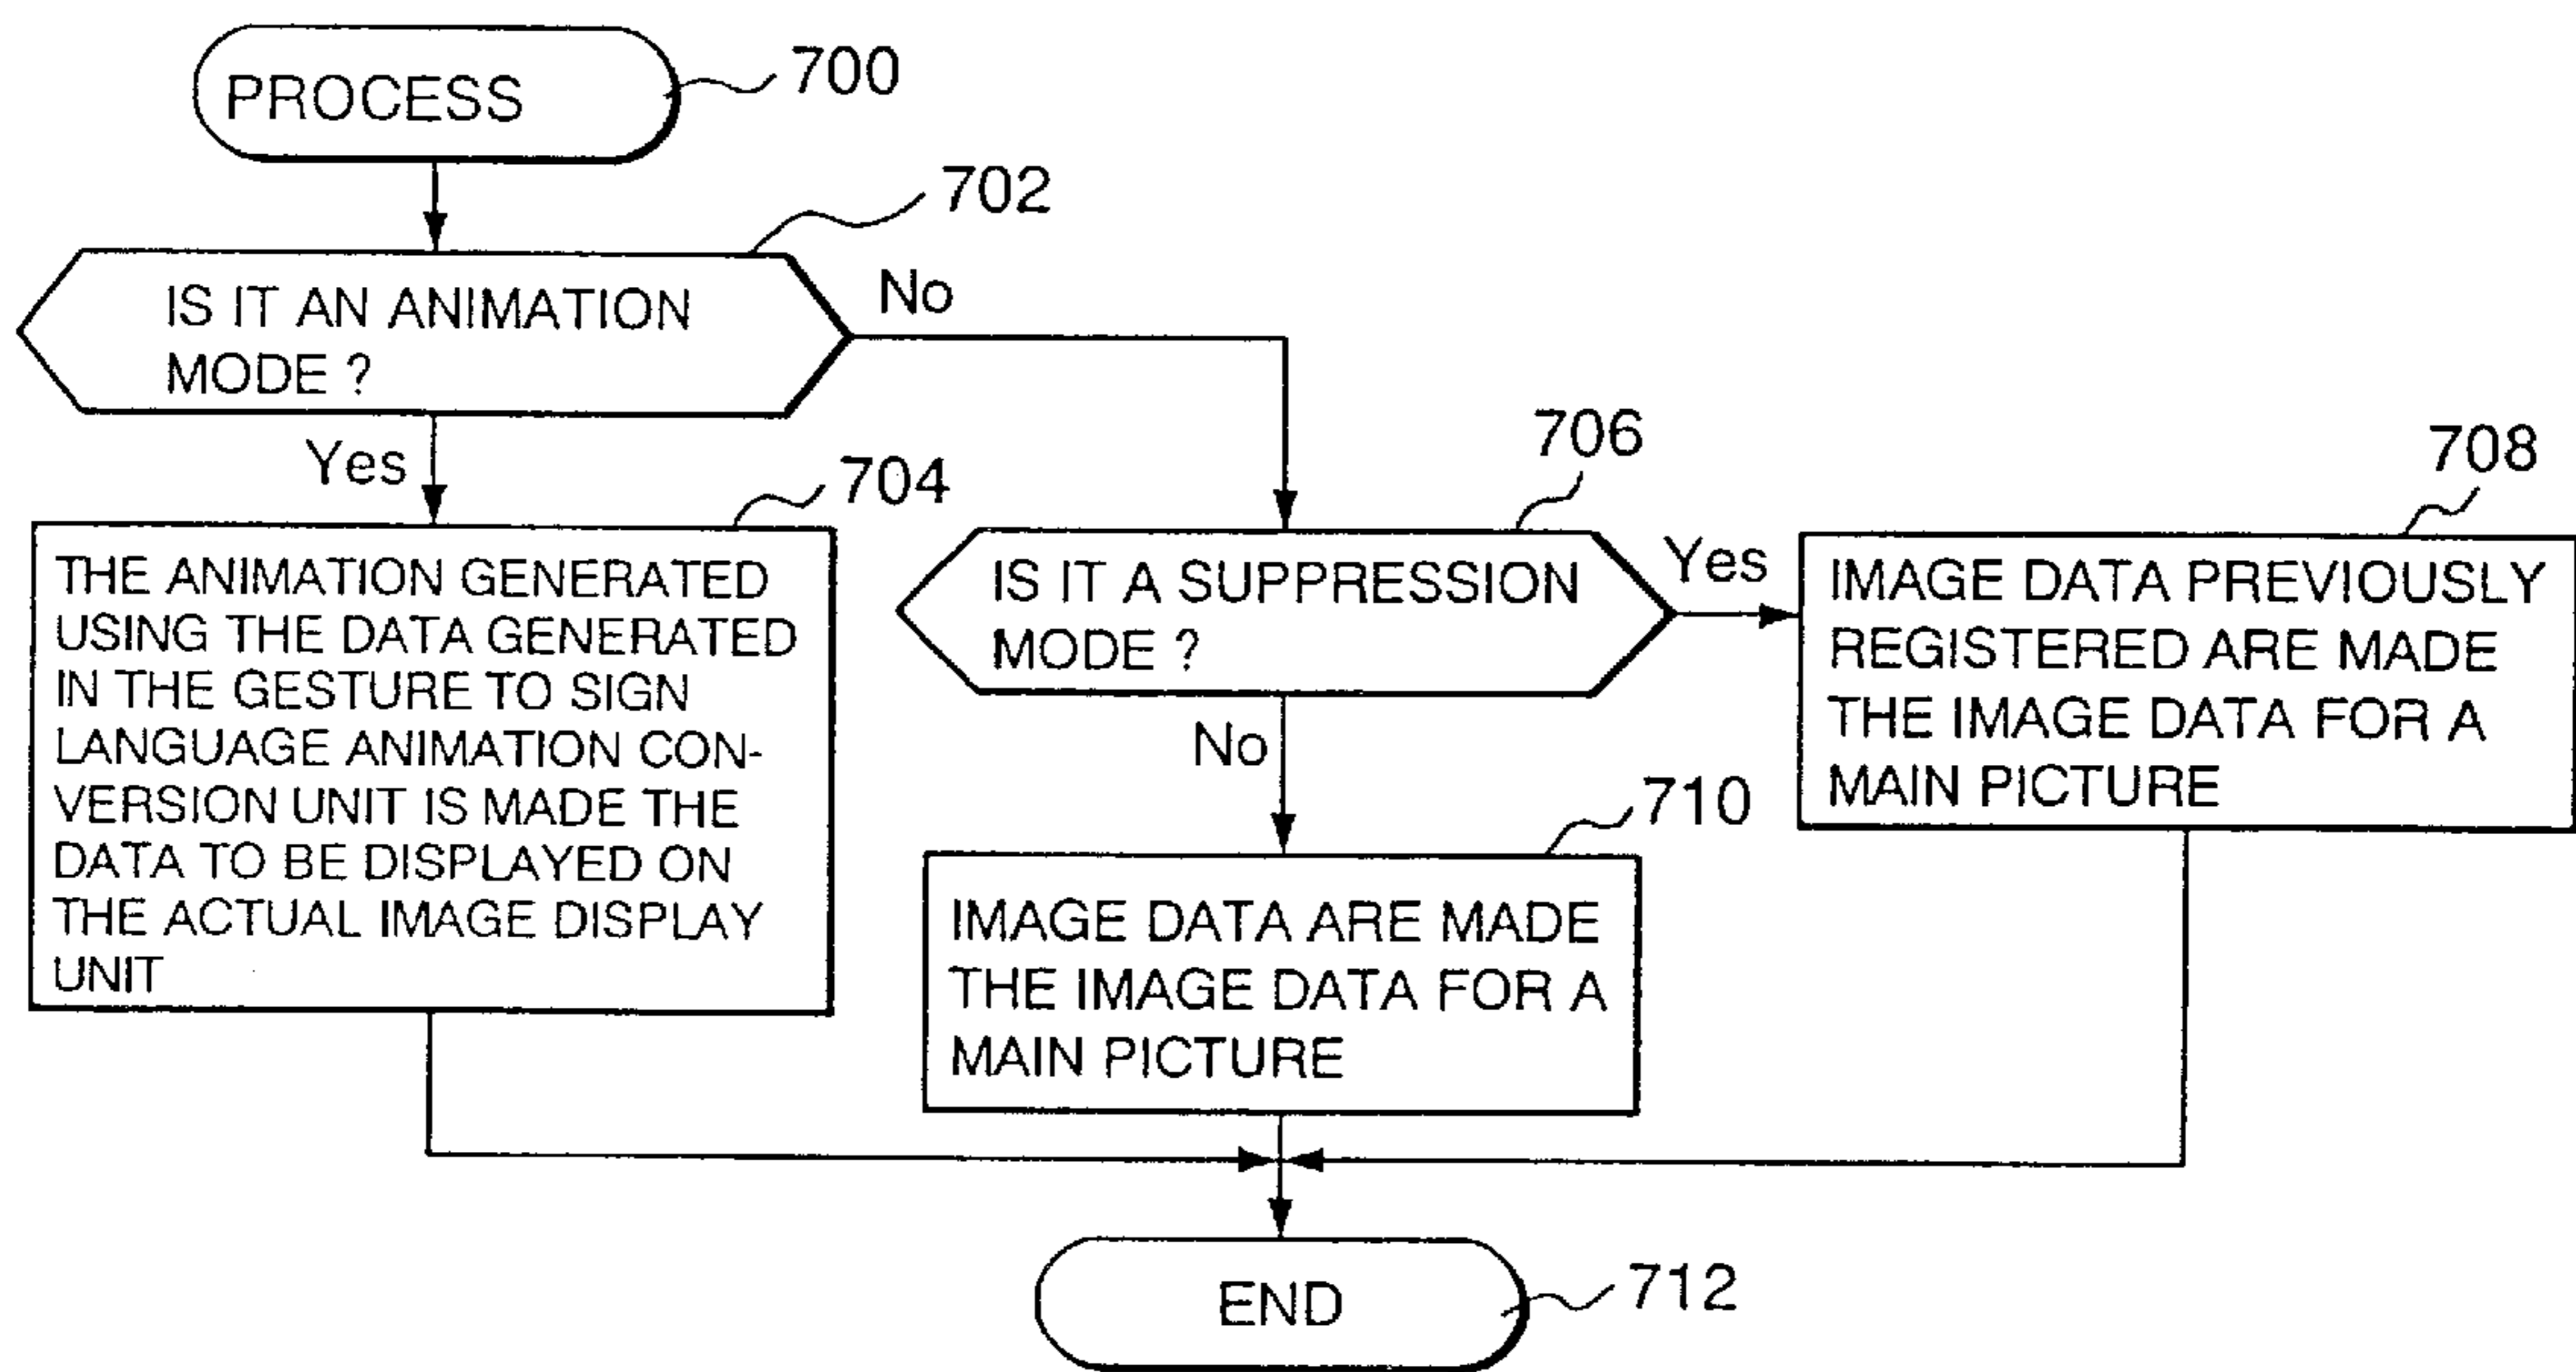 PROCESS
700
702
IS IT AN ANIMATION
MODE ?
No
Yes
704
THE ANIMATION GENERATED
USING THE DATA GENERATED
IN THE GESTURE TO SIGN
LANGUAGE ANIMATION CON-
VERSION UNIT IS MADE THE
DATA TO BE DISPLAYED ON
THE ACTUAL IMAGE DISPLAY
UNIT
706
IS IT A SUPPRESSION
MODE ?
Yes
708
IMAGE DATA PREVIOUSLY
REGISTERED ARE MADE
THE IMAGE DATA FOR A
MAIN PICTURE
No
710
IMAGE DATA ARE MADE
THE IMAGE DATA FOR A
MAIN PICTURE
END
712